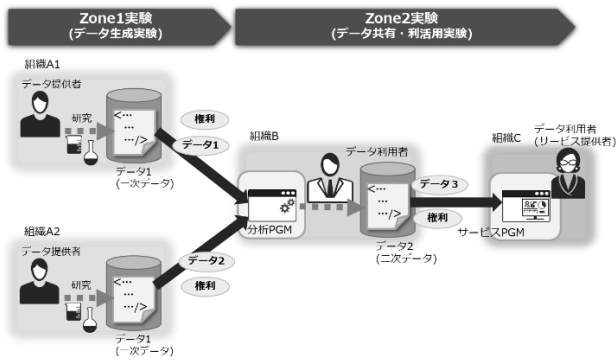 Zone1実験
(データ生成実験)
Zone2実験
(データ共有・利活用実験)
組織A1
データ提供者
研究
<...
...
.../>
データ1
(一次データ)
権利
データ1
組織B
データ利用者
分析PGM
<...
...
.../>
データ2
(二次データ)
データ3
権利
組織C
データ利用者
(サービス提供者)
サービスPGM
組織A2
データ提供者
研究
<...
...
.../>
データ1
(一次データ)
データ2
権利